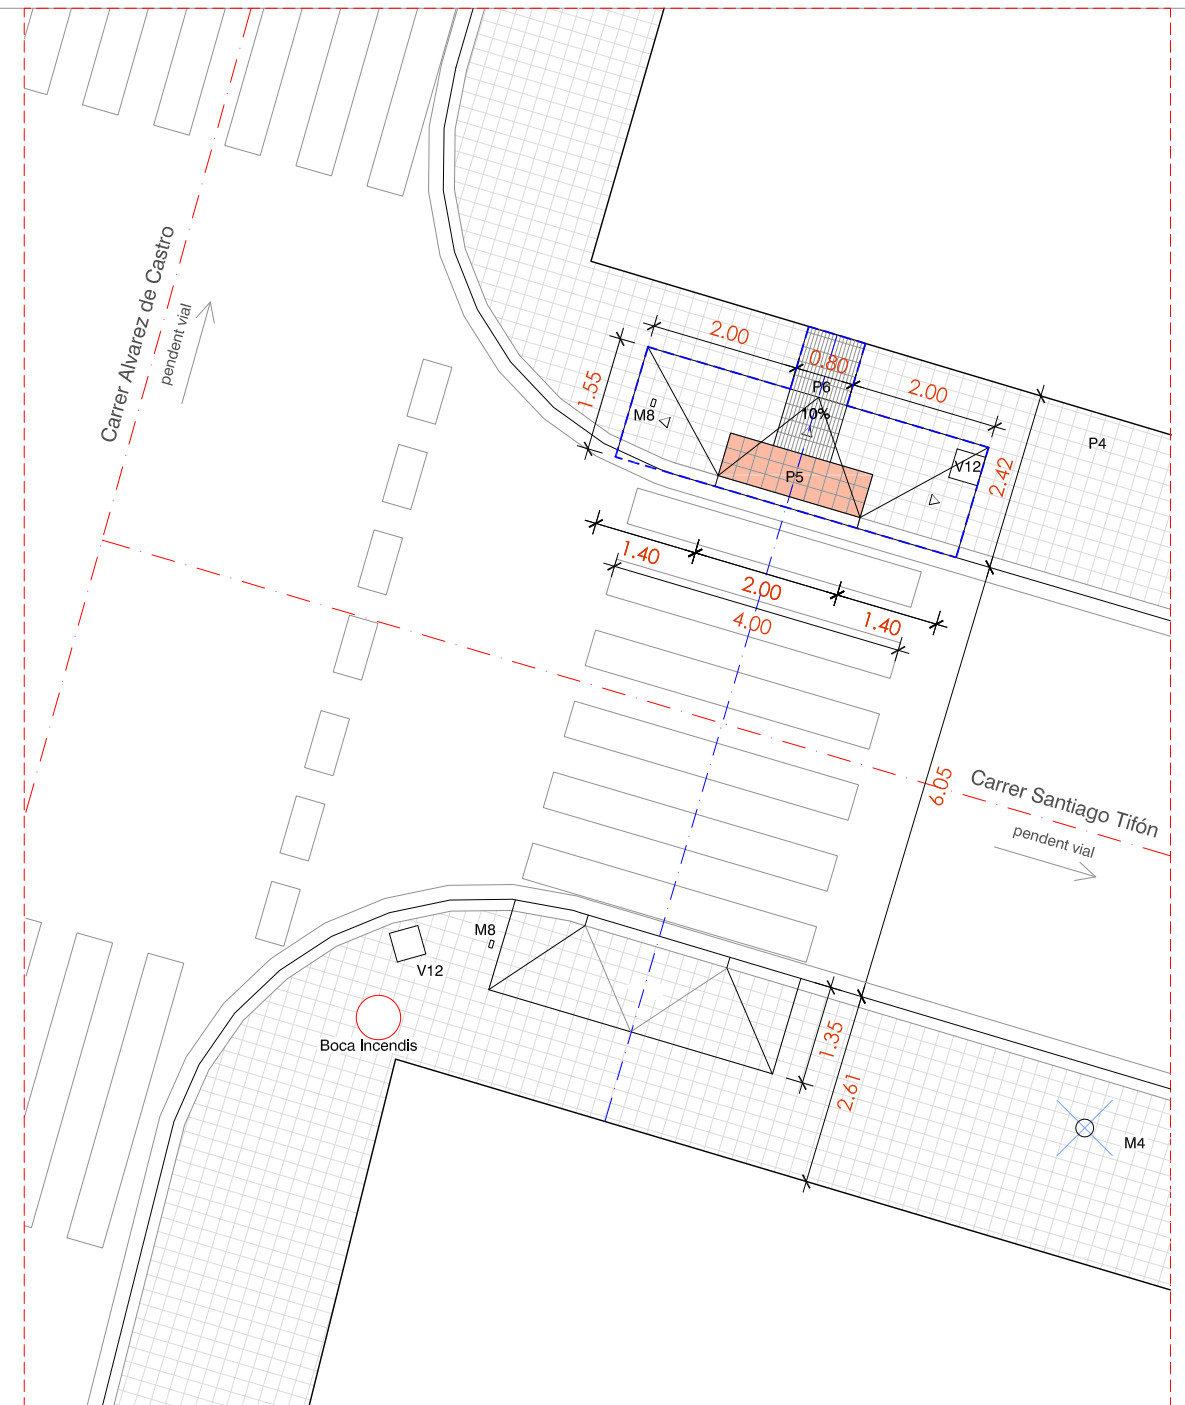 Carrer Alvarez de Castro
pendent vial
2.00
0.80
2.00
1.55
P6
10%
M8
P5
V12
P4
2.42
1.40
2.00
1.40
4.00
6.05
Carrer Santiago Tifón
pendent vial
M8
V12
Boca Incendis
1.35
2.61
M4